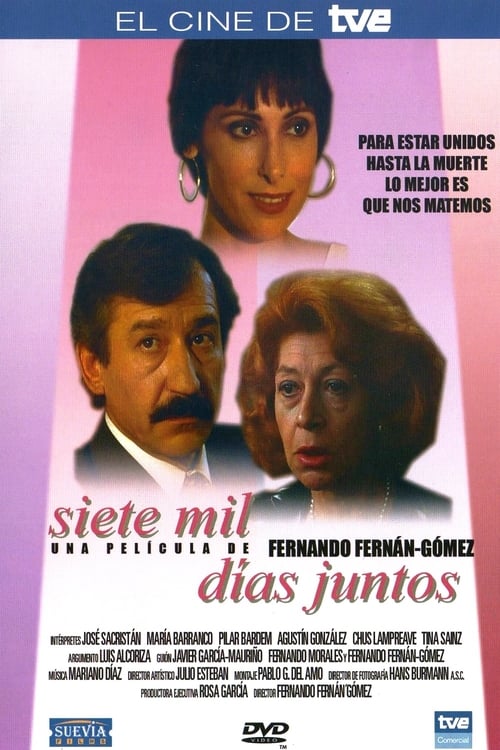 EL CINE DE tve
PARA ESTAR UNIDOS
HASTA LA MUERTE
LO MEJOR ES
QUE NOS MATEMOS
siete mil
UNA PELÍCULA DE FERNANDO FERNÁN-GÓMEZ
días juntos
INTÉRPRETES JOSÉ SACRISTÁN MARÍA BARRANCO PILAR BARDEM AGUSTÍN GONZÁLEZ CHUS LAMPREAVE TINA SAINZ
ARGUMENTO LUIS ALCORIZA GUIÓN JAVIER GARCÍA-MAURIÑO FERNANDO MORALES Y FERNANDO FERNÁN-GÓMEZ
MÚSICA MARIANO DÍAZ DIRECTOR ARTÍSTICO JULIO ESTEBAN MONTAJE PABLO G. DEL AMO DIRECTOR DE FOTOGRAFÍA HANS BURMANN A.S.C.
PRODUCTORA EJECUTIVA ROSA GARCÍA DIRECTOR FERNANDO FERNÁN GÓMEZ
SUEVIA
FILMS
DVD
VIDEO
TM
tve
Comercial